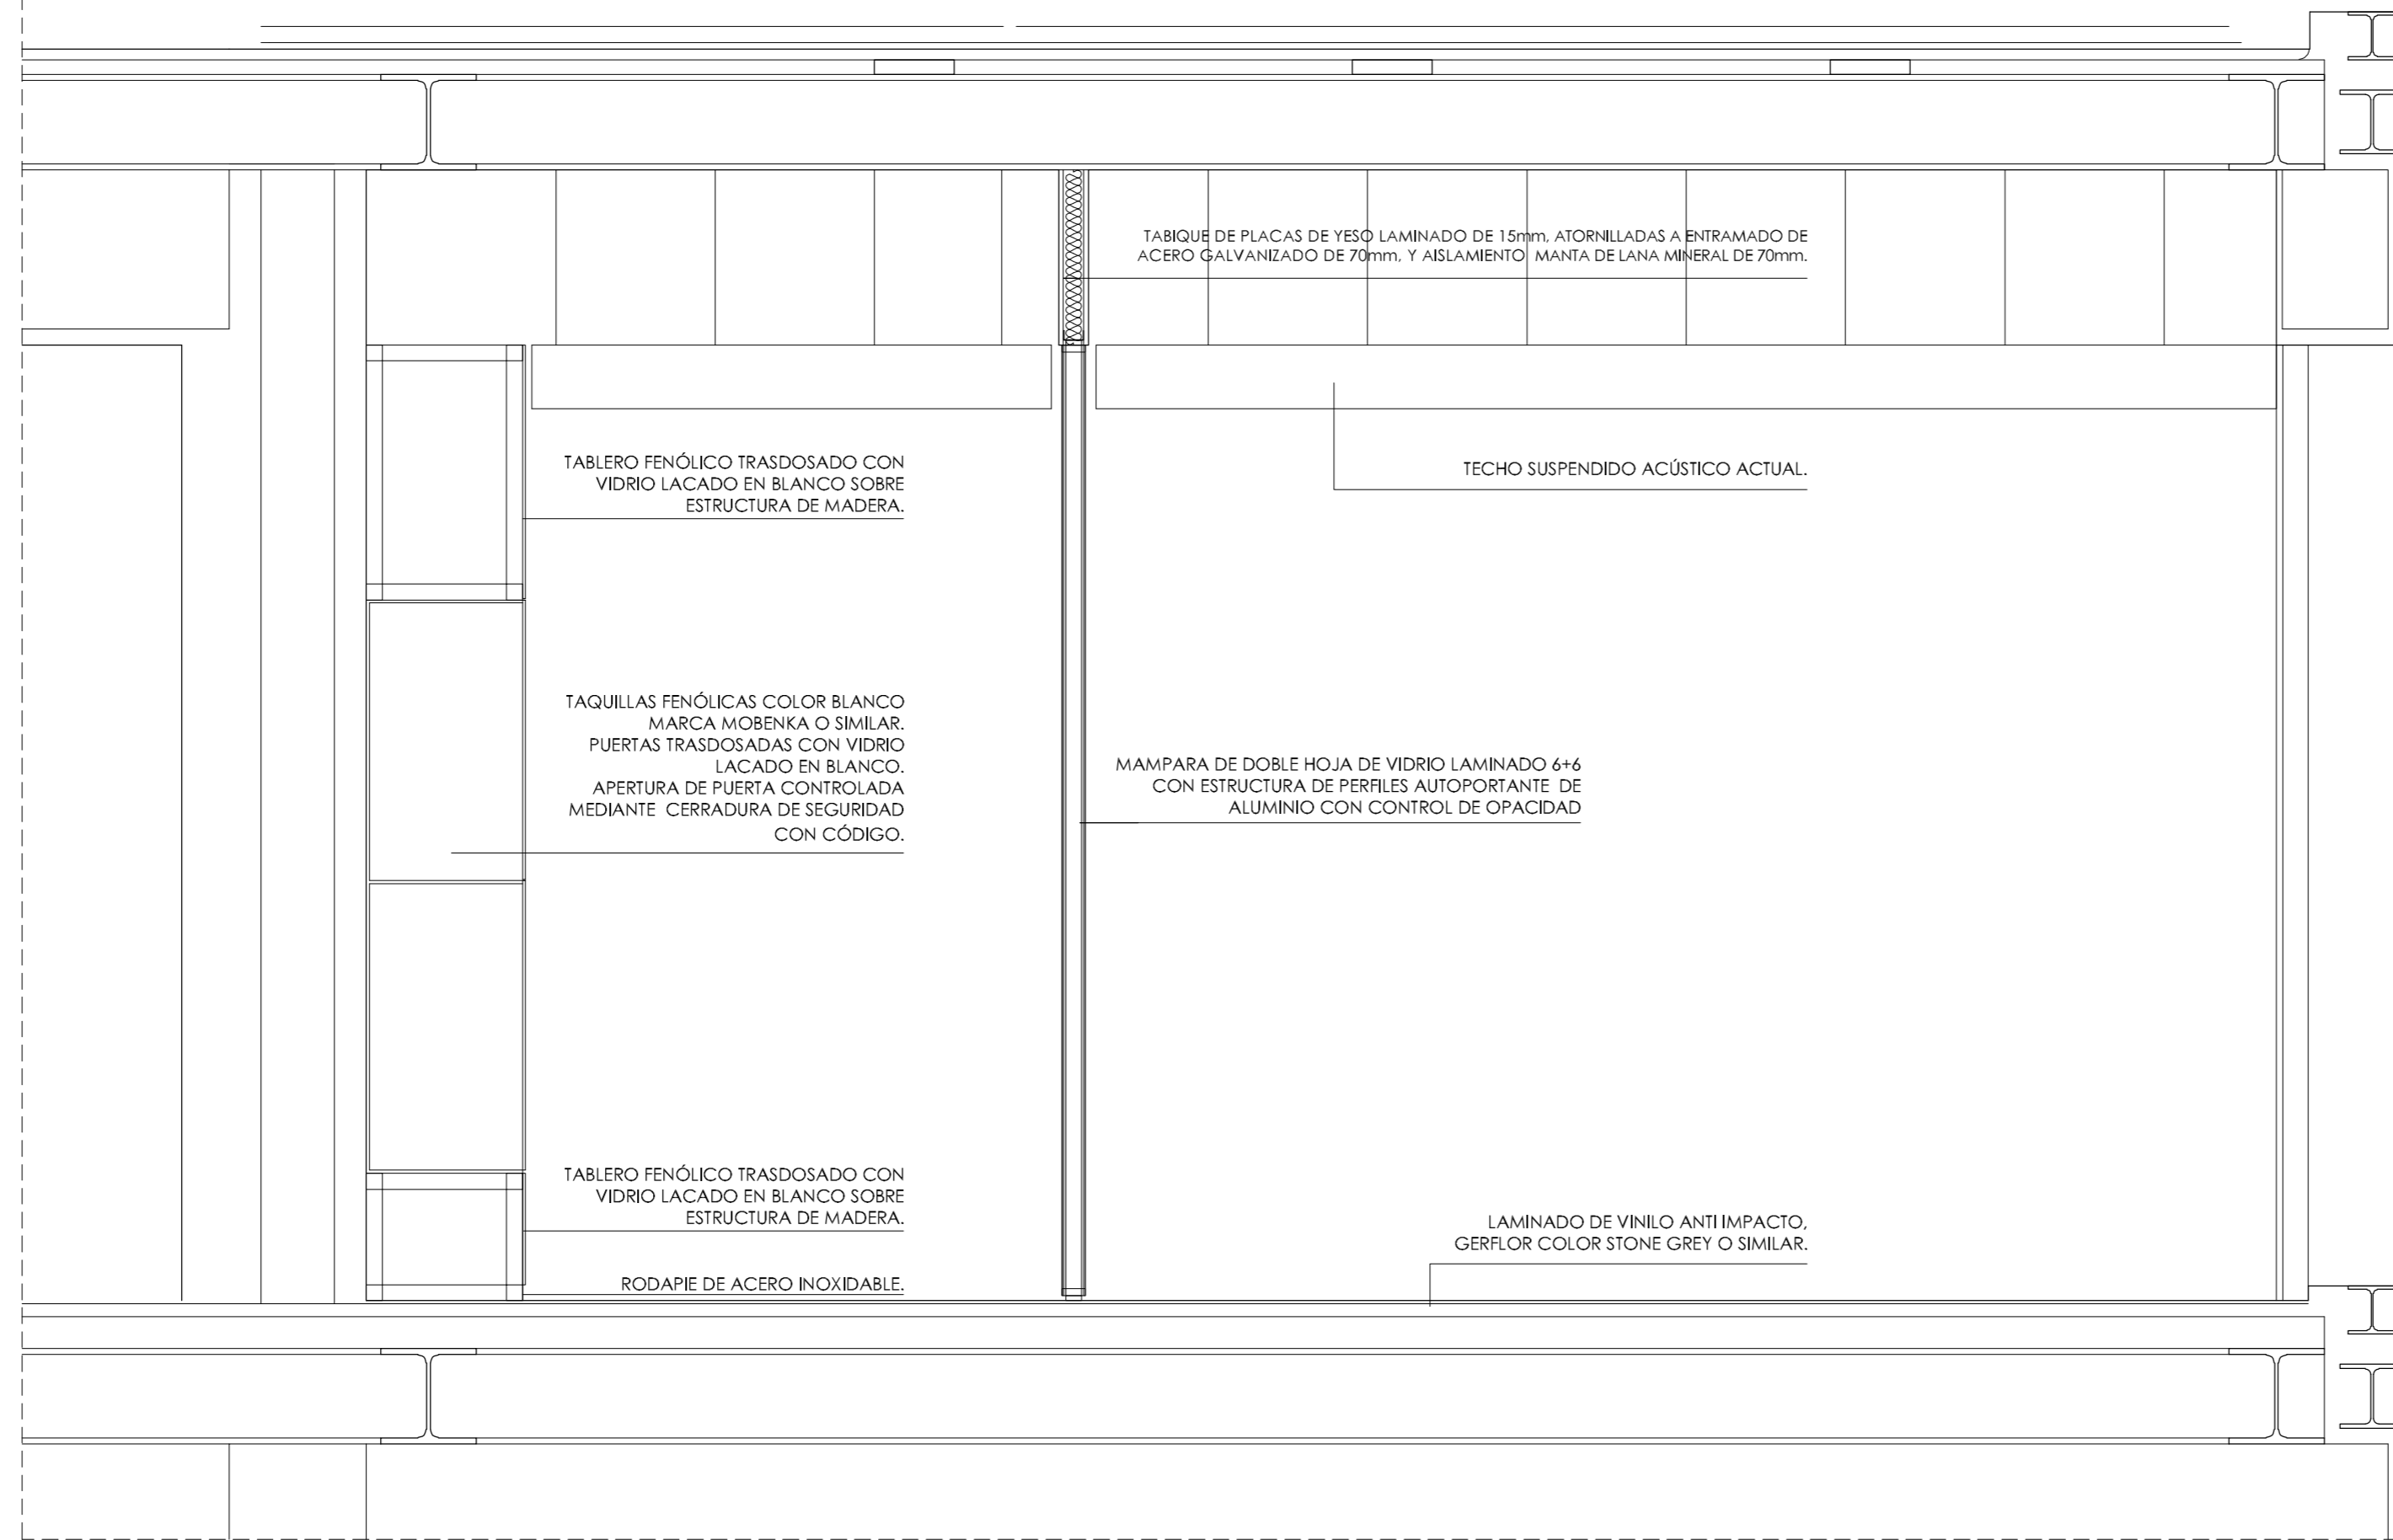 TABIQUE DE PLACAS DE YESO LAMINADO DE 15mm, ATORNILLADAS A ENTRAMADO DE
ACERO GALVANIZADO DE 70mm, Y AISLAMIENTO MANTA DE LANA MINERAL DE 70mm.
TABLERO FENÓLICO TRASDOSADO CON
VIDRIO LACADO EN BLANCO SOBRE
ESTRUCTURA DE MADERA.
TECHO SUSPENDIDO ACÚSTICO ACTUAL.
TAQUILLAS FENÓLICAS COLOR BLANCO
MARCA MOBENKA O SIMILAR.
PUERTAS TRASDOSADAS CON VIDRIO
LACADO EN BLANCO.
APERTURA DE PUERTA CONTROLADA
MEDIANTE CERRADURA DE SEGURIDAD
CON CÓDIGO.
MAMPARA DE DOBLE HOJA DE VIDRIO LAMINADO 6+6
CON ESTRUCTURA DE PERFILES AUTOPORTANTE DE
ALUMINIO CON CONTROL DE OPACIDAD
TABLERO FENÓLICO TRASDOSADO CON
VIDRIO LACADO EN BLANCO SOBRE
ESTRUCTURA DE MADERA.
LAMINADO DE VINILO ANTI IMPACTO,
GERFLOR COLOR STONE GREY O SIMILAR.
RODAPIE DE ACERO INOXIDABLE.